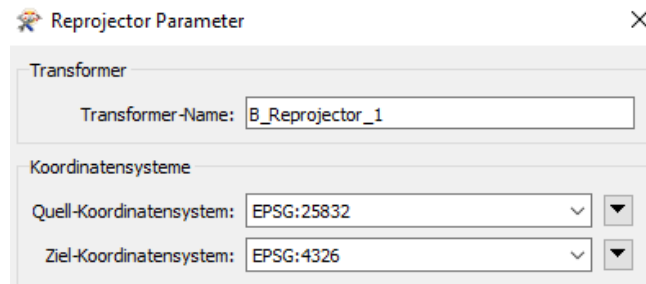 Reprojector Parameter
Transformer
Transformer-Name: B_Reprojector_1
Koordinatensysteme
Quell-Koordinatensystem: EPSG:25832
Ziel-Koordinatensystem: EPSG:4326